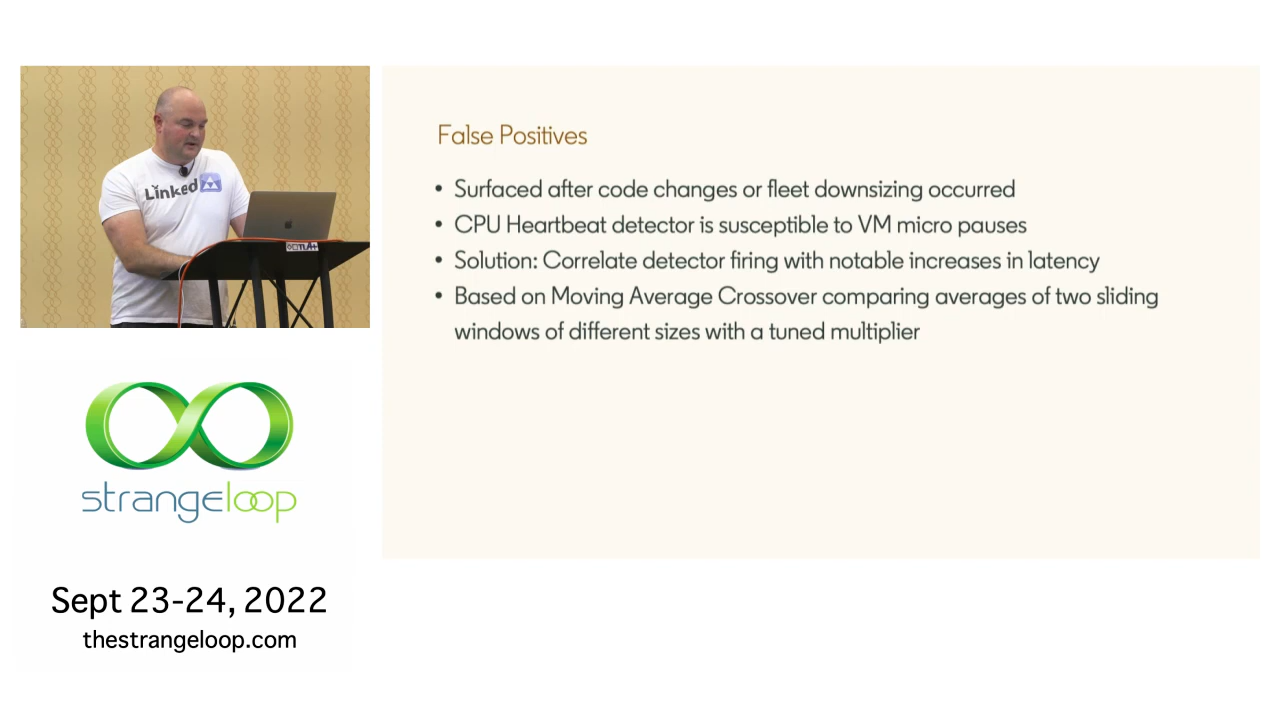 Linked
False Positives
• Surfaced after code changes or fleet downsizing occurred
• CPU Heartbeat detector is susceptible to VM micro pauses
• Solution: Correlate detector firing with notable increases in latency
• Based on Moving Average Crossover comparing averages of two sliding
windows of different sizes with a tuned multiplier
strangeloop
Sept 23-24, 2022
thestrangeloop.com